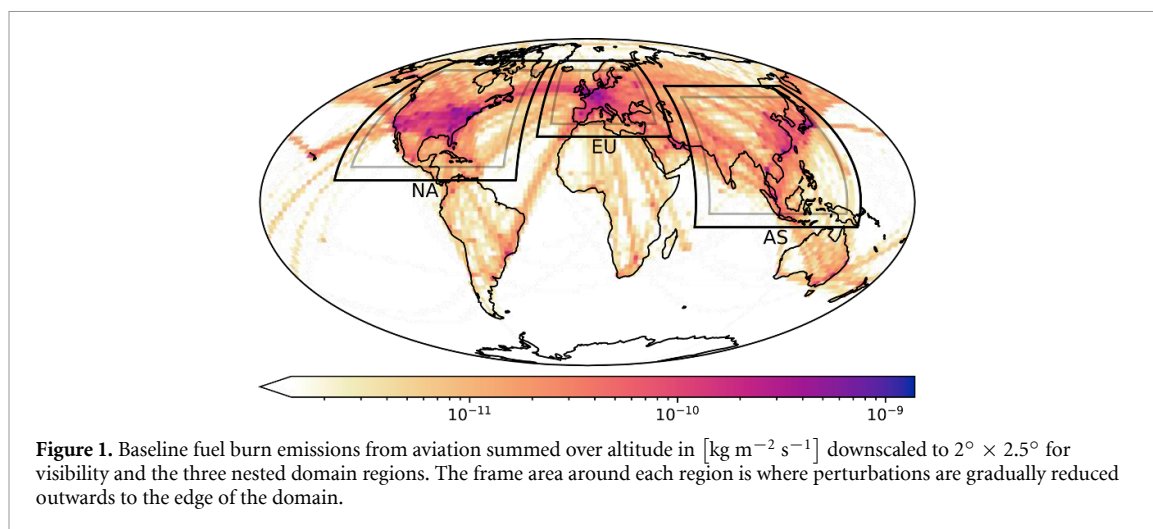 EU
NA
AS
10⁻¹¹
10⁻¹⁰
10⁻⁹
Figure 1. Baseline fuel burn emissions from aviation summed over altitude in [kg m⁻² s⁻¹] downscaled to 2° × 2.5° for
visibility and the three nested domain regions. The frame area around each region is where perturbations are gradually reduced
outwards to the edge of the domain.